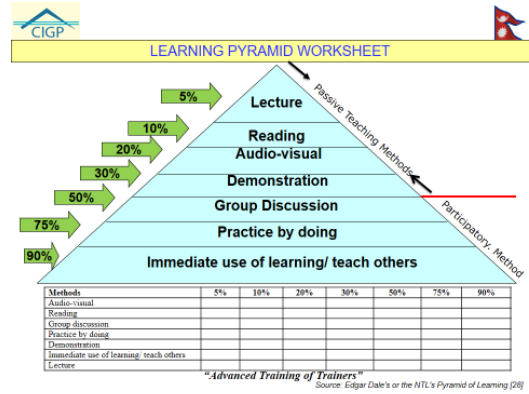 CIGP
LEARNING PYRAMID WORKSHEET
5%
Lecture
Passive Teaching Methods
10%
Reading
20%
Audio-visual
30%
Demonstration
50%
Group Discussion
Participatory. Method
75%
Practice by doing
90%
Immediate use of learning/ teach others
Methods 5% 10% 20% 30% 50% 75% 90%
Audio-visual
Reading
Group discussion
Practice by doing
Demonstration
Immediate use of learning/ teach others
Lecture
“Advanced Training of Trainers”
Source: Edgar Dale's or the NTL's Pyramid of Learning [28]